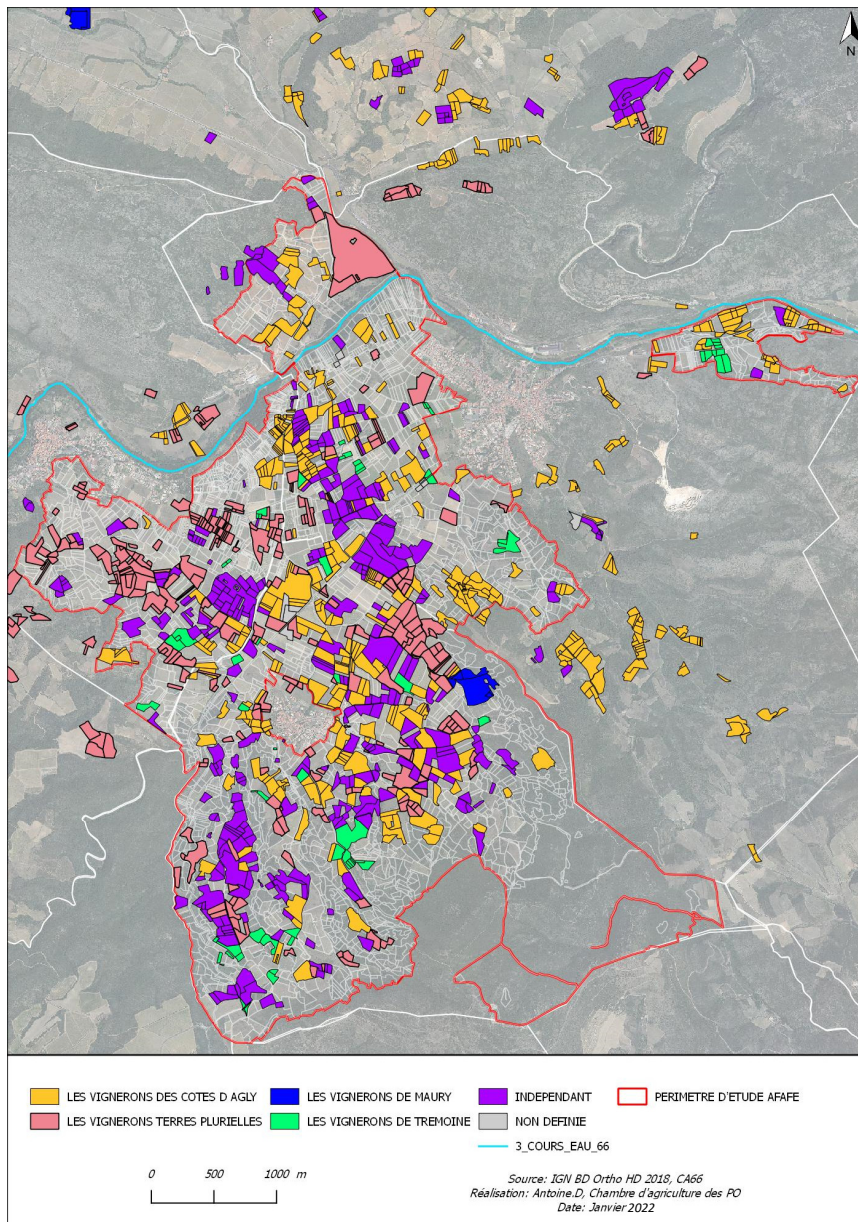 N
LES VIGNERONS DES COTES D AGLY
LES VIGNERONS DE MAURY
INDEPENDANT
PERIMETRE D'ETUDE AFAFE
LES VIGNERONS TERRES PLURIELLES
LES VIGNERONS DE TREMOINE
NON DEFINIE
3_COURS_EAU_66
0 500 1000 m
Source: IGN BD Ortho HD 2018, CA66
Réalisation: Antoine.D, Chambre d'agriculture des PO
Date: Janvier 2022